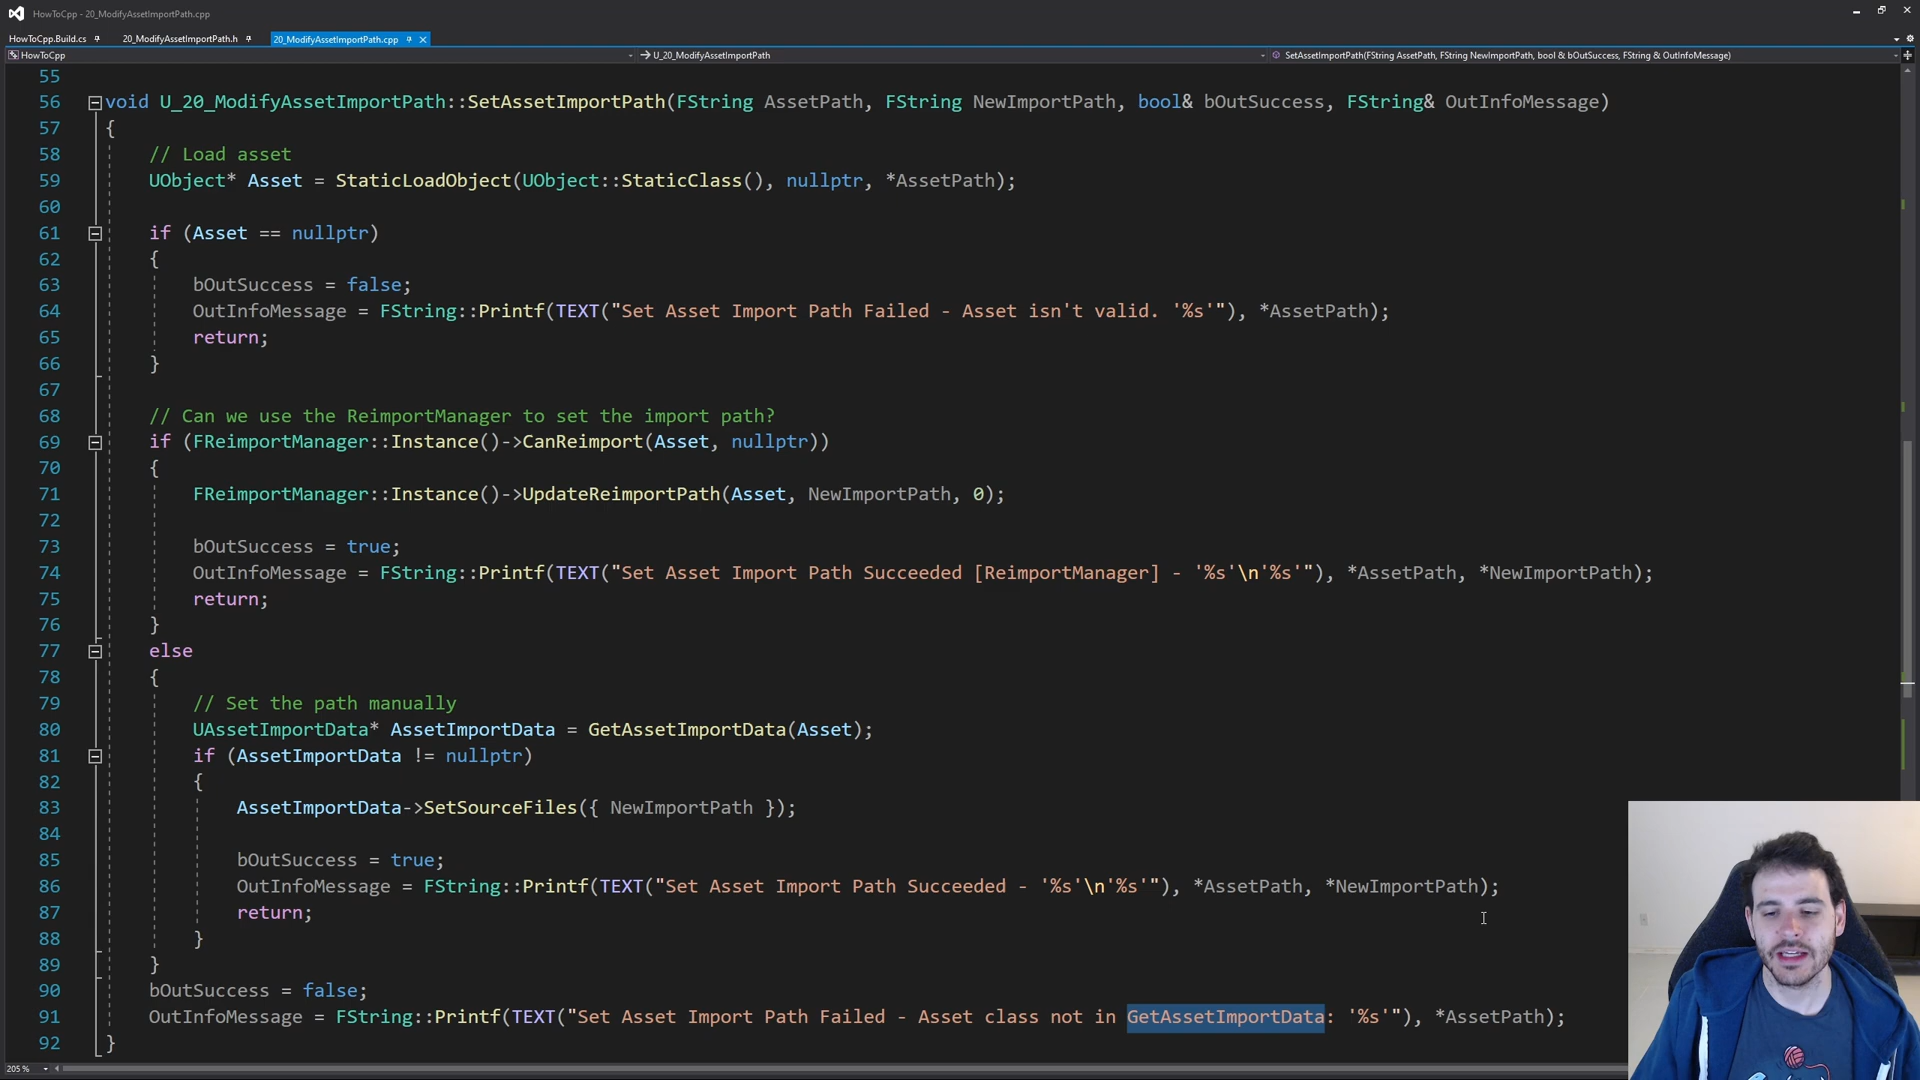 HowToCpp - 20_ModifyAssetImportPath.cpp
HowToCpp.Build.cs 20_ModifyAssetImportPath.h 20_ModifyAssetImportPath.cpp
HowToCpp U_20_ModifyAssetImportPath SetAssetImportPath(FString AssetPath, FString NewImportPath, bool & bOutSuccess, FString & OutInfoMessage)
55
56 void U_20_ModifyAssetImportPath::SetAssetImportPath(FString AssetPath, FString NewImportPath, bool& bOutSuccess, FString& OutInfoMessage)
57 {
58 // Load asset
59 UObject* Asset = StaticLoadObject(UObject::StaticClass(), nullptr, *AssetPath);
60
61 if (Asset == nullptr)
62 {
63 bOutSuccess = false;
64 OutInfoMessage = FString::Printf(TEXT("Set Asset Import Path Failed - Asset isn't valid. '%s'"), *AssetPath);
65 return;
66 }
67
68 // Can we use the ReimportManager to set the import path?
69 if (FReimportManager::Instance()->CanReimport(Asset, nullptr))
70 {
71 FReimportManager::Instance()->UpdateReimportPath(Asset, NewImportPath, 0);
72
73 bOutSuccess = true;
74 OutInfoMessage = FString::Printf(TEXT("Set Asset Import Path Succeeded [ReimportManager] - '%s'\n'%s'"), *AssetPath, *NewImportPath);
75 return;
76 }
77 else
78 {
79 // Set the path manually
80 UAssetImportData* AssetImportData = GetAssetImportData(Asset);
81 if (AssetImportData != nullptr)
82 {
83 AssetImportData->SetSourceFiles({ NewImportPath });
84
85 bOutSuccess = true;
86 OutInfoMessage = FString::Printf(TEXT("Set Asset Import Path Succeeded - '%s'\n'%s'"), *AssetPath, *NewImportPath);
87 return;
88 }
89 }
90 bOutSuccess = false;
91 OutInfoMessage = FString::Printf(TEXT("Set Asset Import Path Failed - Asset class not in GetAssetImportData: '%s'"), *AssetPath);
92 }
205 %